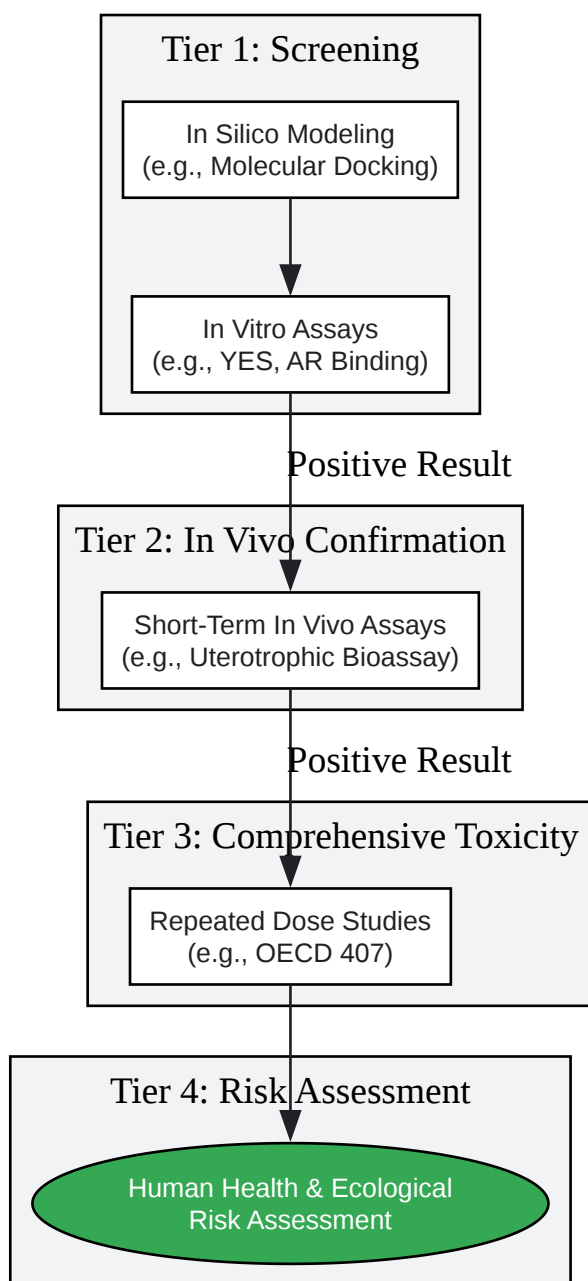 Tier 1: Screening
In Silico Modeling
(e.g., Molecular Docking)
In Vitro Assays
(e.g., YES, AR Binding)
Positive Result
Tier 2: In Vivo Confirmation
Short-Term In Vivo Assays
(e.g., Uterotrophic Bioassay)
Positive Result
Tier 3: Comprehensive Toxicity
Repeated Dose Studies
(e.g., OECD 407)
Tier 4: Risk Assessment
Human Health & Ecological
Risk Assessment